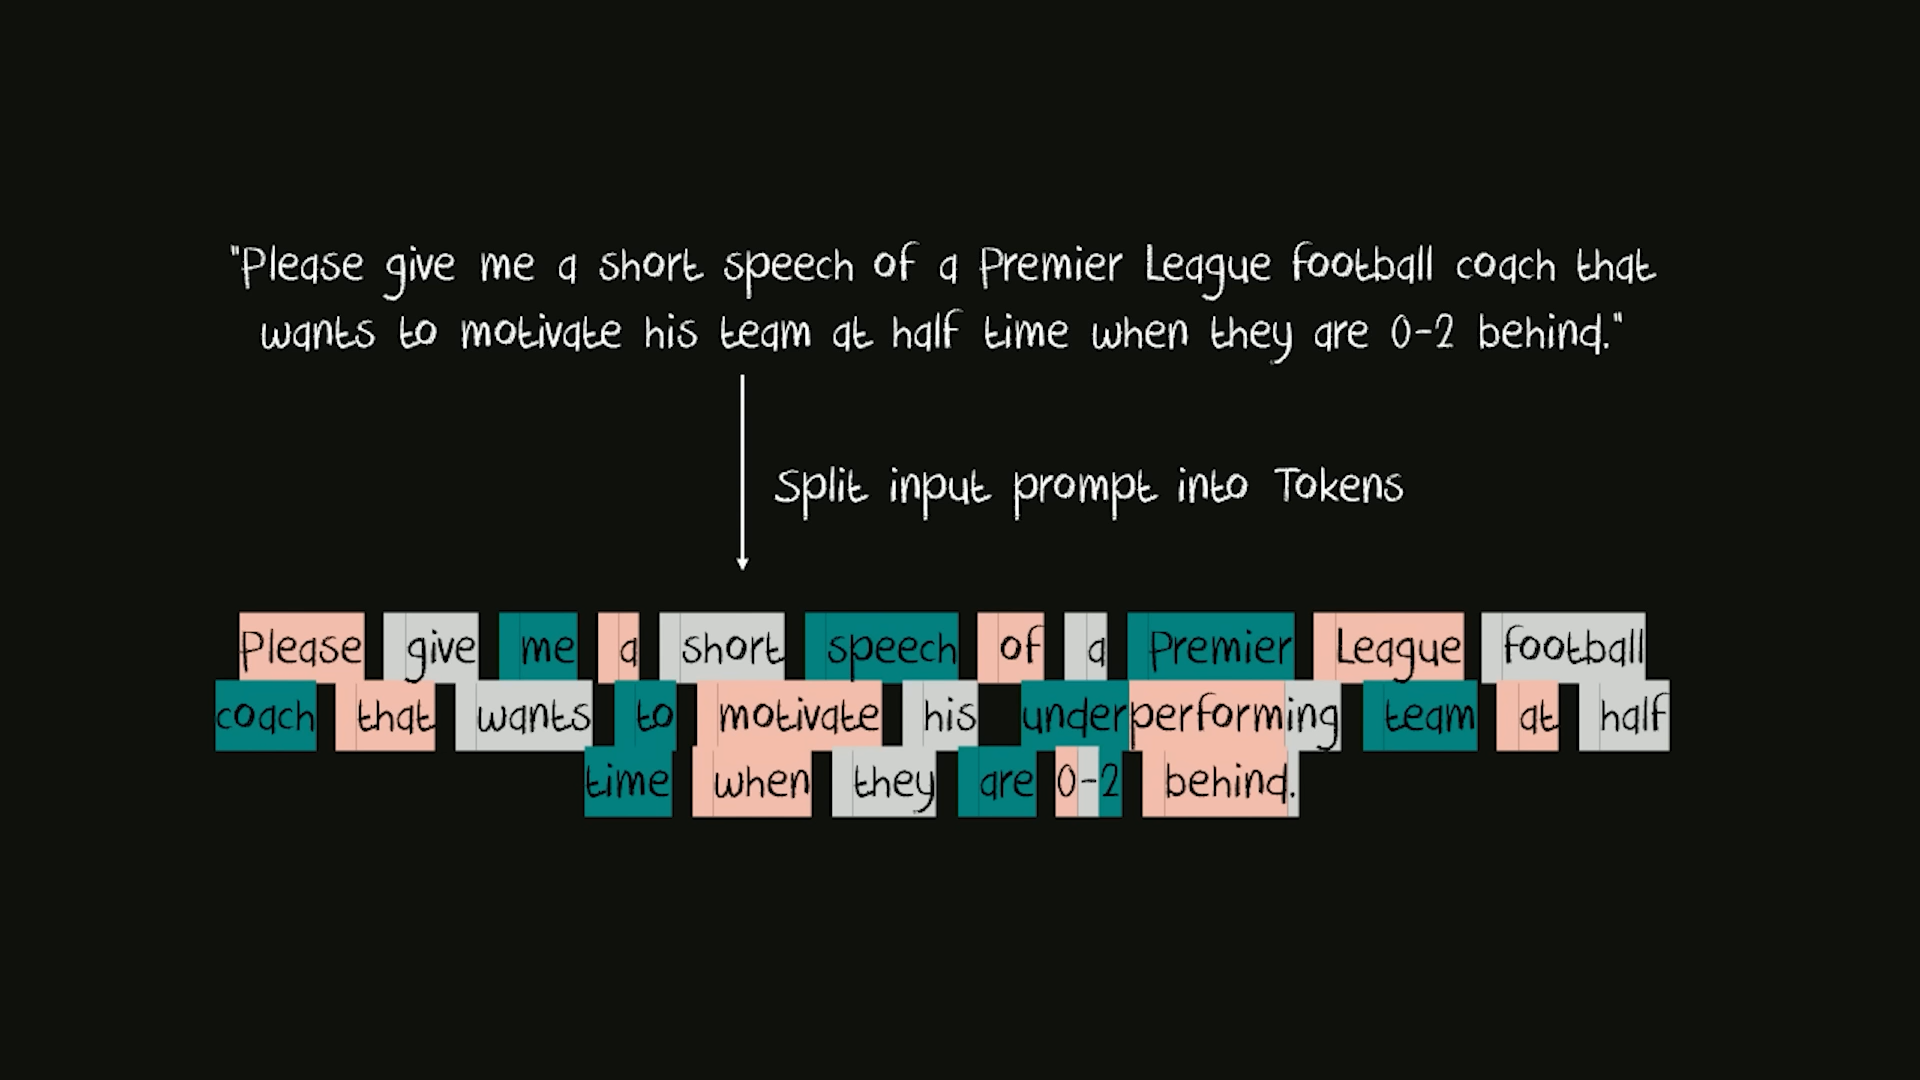 "Please give me a short speech of a Premier League football coach that
wants to motivate his team at half time when they are 0-2 behind."
Split input prompt into Tokens
Please give me a short speech of a Premier League football
coach that wants to motivate his underperforming team at half
time when they are 0-2 behind.